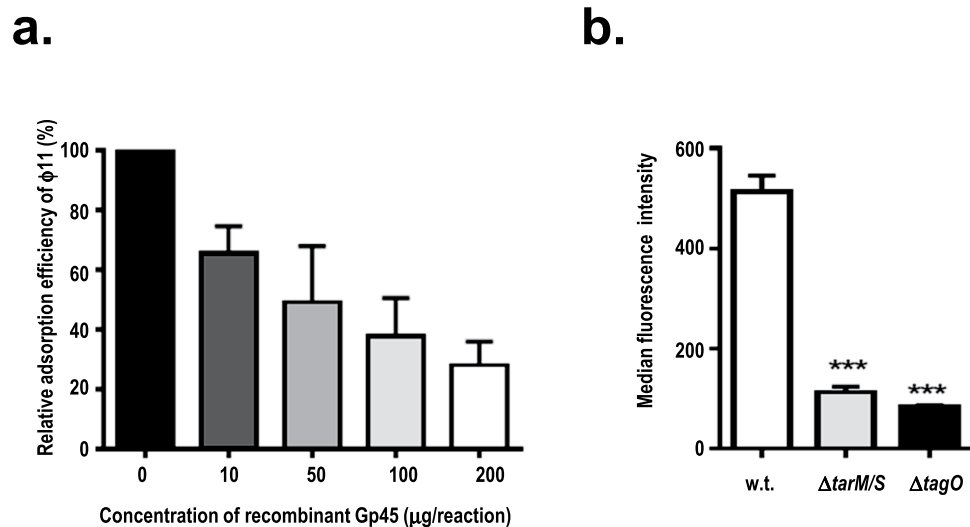 a.
Relative adsorption efficiency of ϕ11 (%)
100
80
60
40
20
0
0 10 50 100 200
Concentration of recombinant Gp45 (μg/reaction)
b.
Median fluorescence intensity
600
400
200
0
***
***
w.t. ΔtarM/S ΔtagO